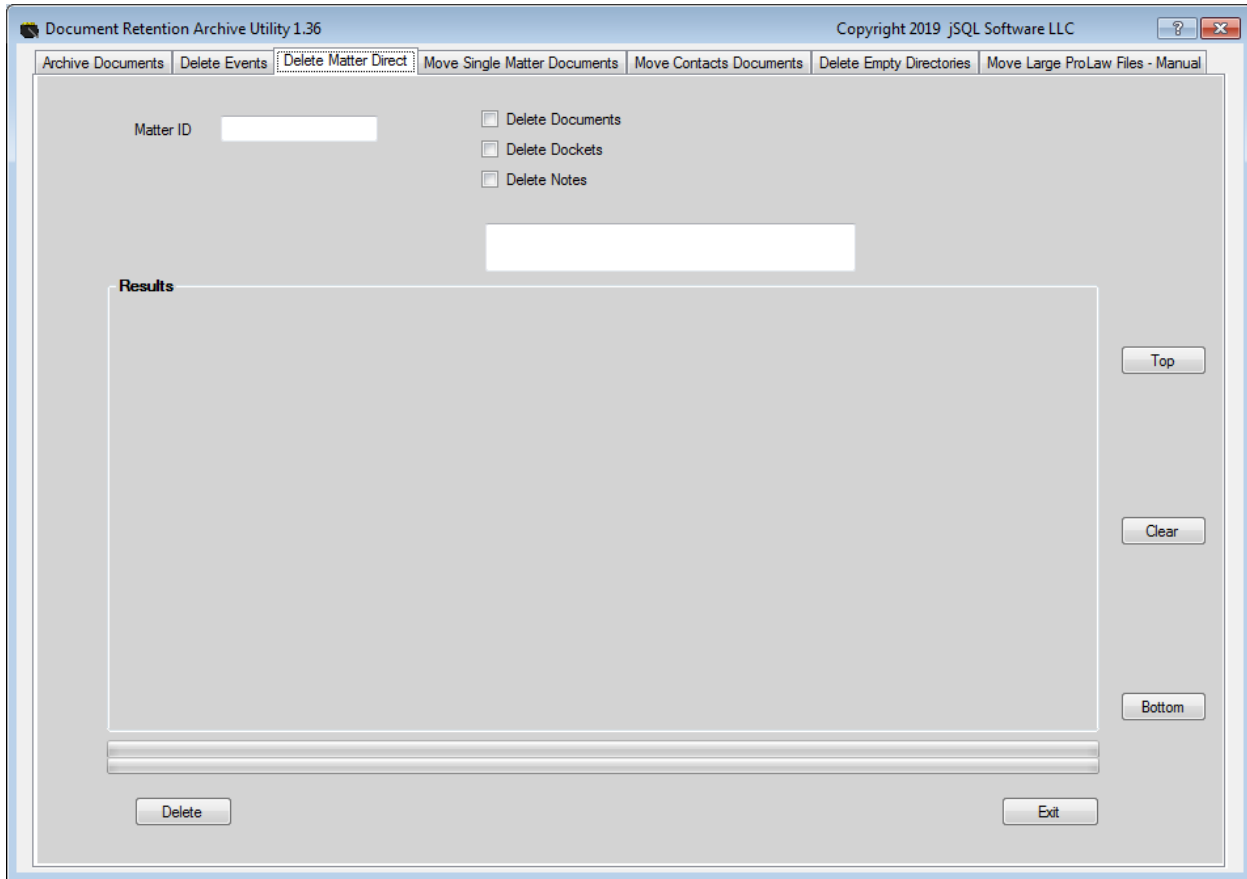 Document Retention Archive Utility 1.36 Copyright 2019 jSQL Software LLC ?
Archive Documents Delete Events Delete Matter Direct Move Single Matter Documents Move Contacts Documents Delete Empty Directories Move Large ProLaw Files - Manual
Matter ID
Delete Documents
Delete Dockets
Delete Notes
Results
Top
Clear
Bottom
Delete Exit